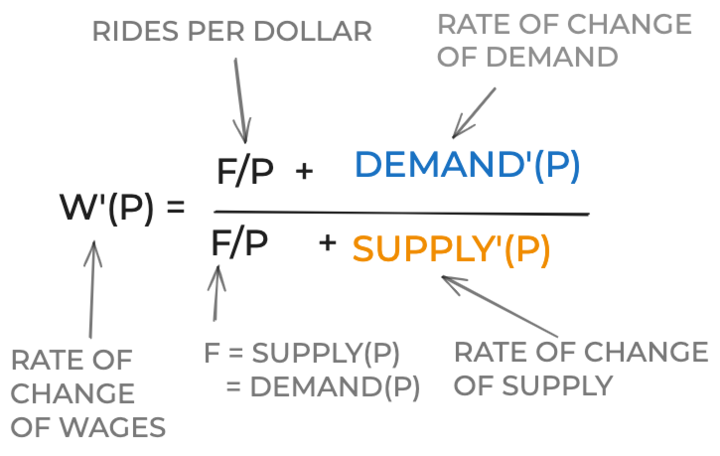 RIDES PER DOLLAR
RATE OF CHANGE
OF DEMAND
W'(P) =
F/P + DEMAND'(P)
F/P + SUPPLY'(P)
RATE OF
CHANGE
OF WAGES
F = SUPPLY(P)
= DEMAND(P)
RATE OF CHANGE
OF SUPPLY